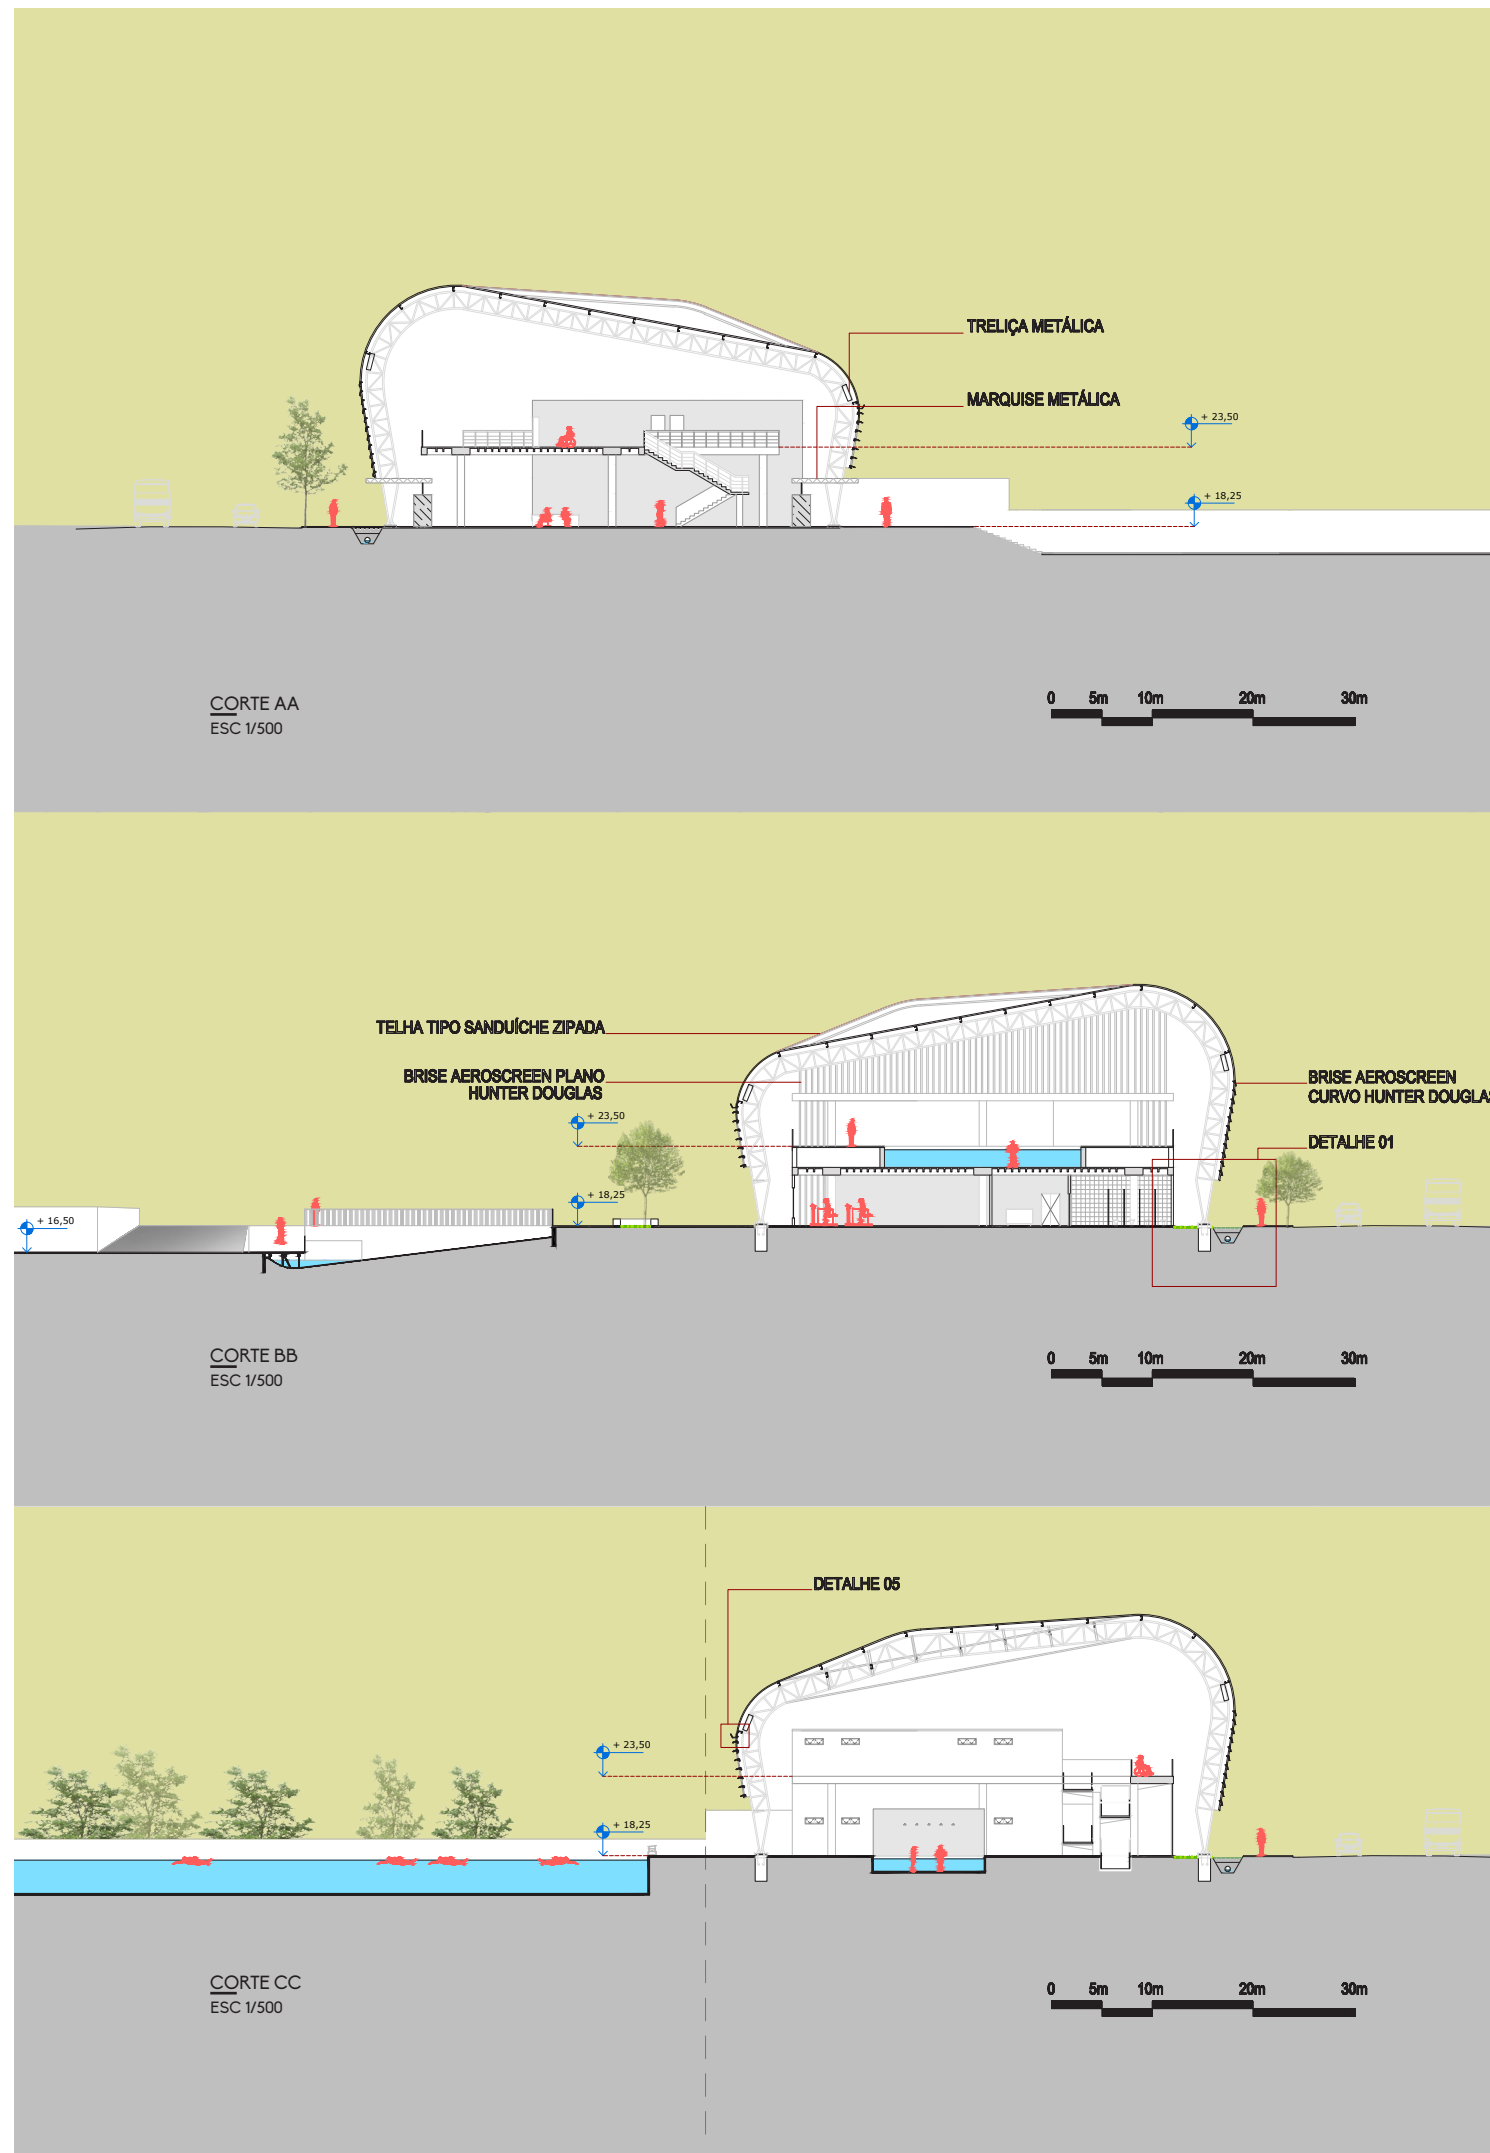 TRELIÇA METÁLICA
MARQUISE METÁLICA
+ 23,50
+ 18,25
CORTE AA
ESC 1/500
0 5m 10m 20m 30m
TELHA TIPO SANDUÍCHE ZIPADA
BRISE AEROSCREEN PLANO
HUNTER DOUGLAS
BRISE AEROSCREEN
CURVO HUNTER DOUGLAS
+ 23,50
DETALHE 01
+ 18,25
+ 16,50
CORTE BB
ESC 1/500
0 5m 10m 20m 30m
DETALHE 05
+ 23,50
+ 18,25
CORTE CC
ESC 1/500
0 5m 10m 20m 30m